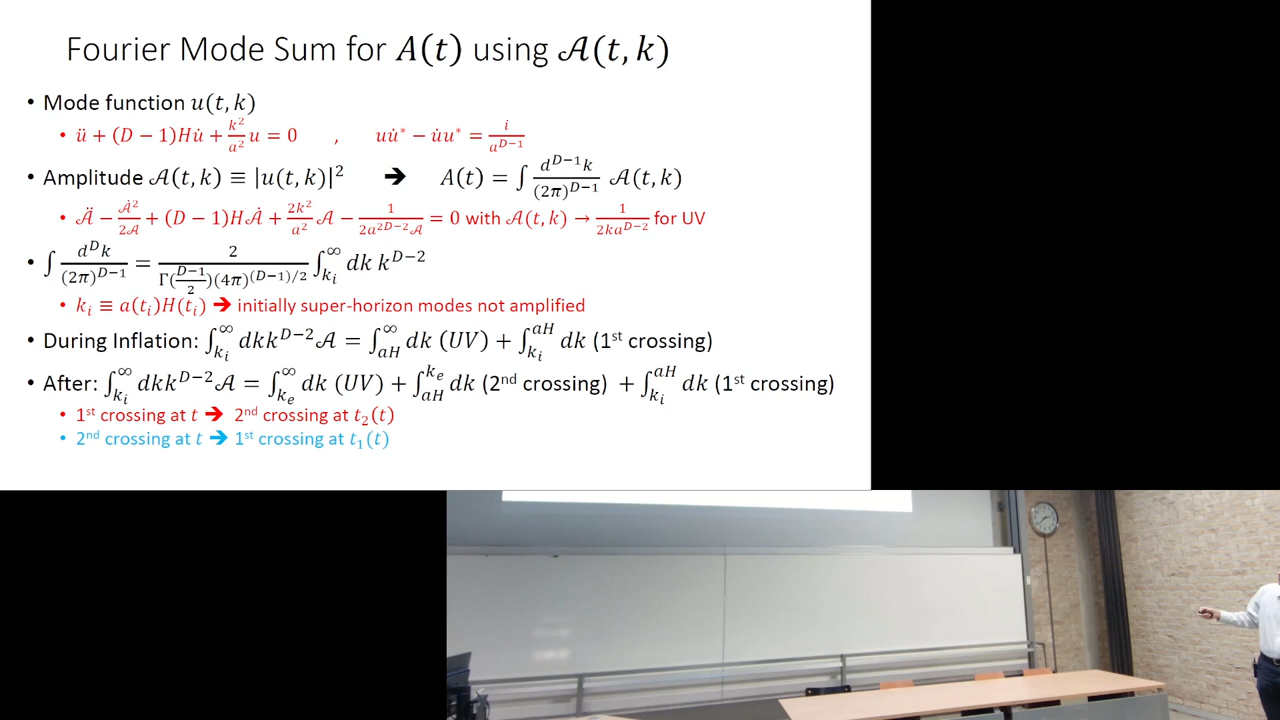 Fourier Mode Sum for A(t) using 𝒜(t, k)
• Mode function u(t, k)
• ü + (D − 1)Hu̇ + k²/a² u = 0 , uu̇* − u̇u* = i/a^{D−1}
• Amplitude 𝒜(t, k) ≡ |u(t, k)|² ➔ A(t) = ∫ d^{D−1}k/(2π)^{D−1} 𝒜(t, k)
• 𝒜̈ − 𝒜̇²/2𝒜 + (D − 1)H𝒜̇ + 2k²/a² 𝒜 − 1/(2a^{2D−2}𝒜) = 0 with 𝒜(t, k) → 1/(2ka^{D−2}) for UV
• ∫ d^D k/(2π)^{D−1} = 2/(Γ((D−1)/2)(4π)^{(D−1)/2}) ∫_{k_i}^{∞} dk k^{D−2}
• k_i ≡ a(t_i)H(t_i) ➔ initially super-horizon modes not amplified
• During Inflation: ∫_{k_i}^{∞} dkk^{D−2}𝒜 = ∫_{aH}^{∞} dk (UV) + ∫_{k_i}^{aH} dk (1st crossing)
• After: ∫_{k_i}^{∞} dkk^{D−2}𝒜 = ∫_{k_e}^{∞} dk (UV) + ∫_{aH}^{k_e} dk (2nd crossing) + ∫_{k_i}^{aH} dk (1st crossing)
• 1st crossing at t ➔ 2nd crossing at t₂(t)
• 2nd crossing at t ➔ 1st crossing at t₁(t)